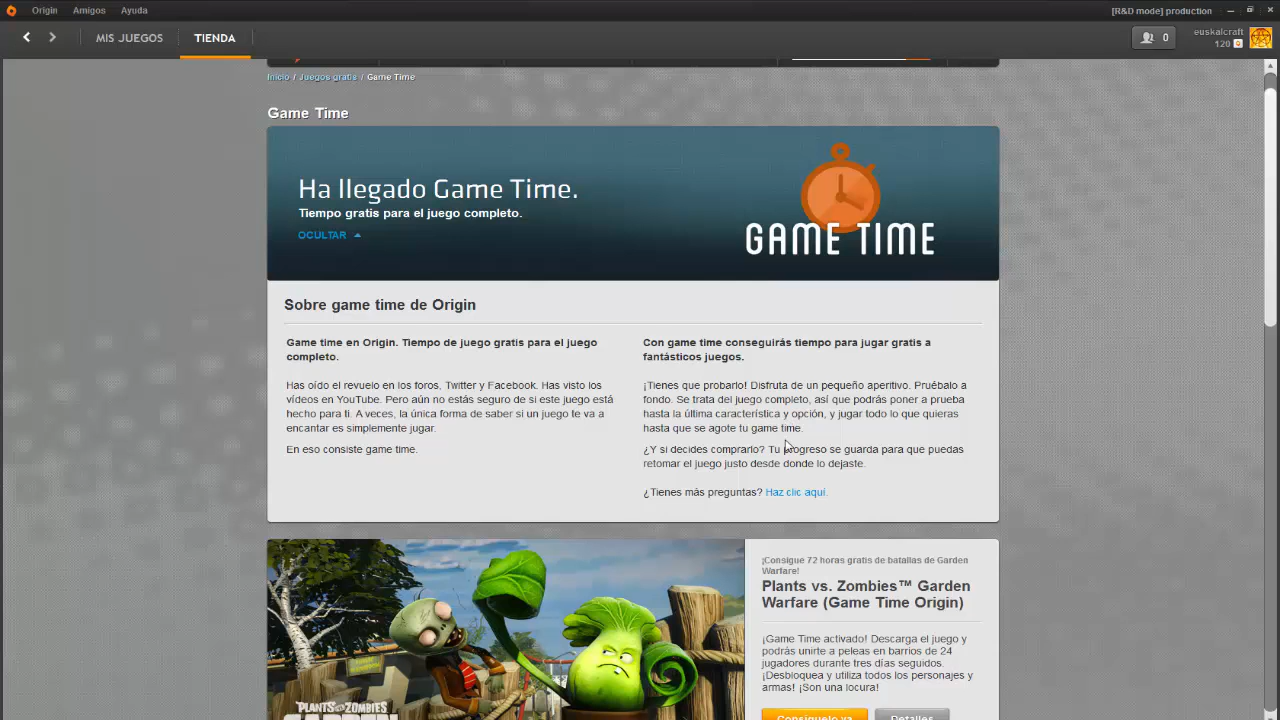 Origin Amigos Ayuda [R&D mode] production
MIS JUEGOS TIENDA 0 euskalcraft
120
Inicio / Juegos gratis / Game Time
Game Time
Ha llegado Game Time.
Tiempo gratis para el juego completo.
OCULTAR
GAME TIME
Sobre game time de Origin
Game time en Origin. Tiempo de juego gratis para el juego
completo.
Has oído el revuelo en los foros, Twitter y Facebook. Has visto los
vídeos en YouTube. Pero aún no estás seguro de si este juego está
hecho para ti. A veces, la única forma de saber si un juego te va a
encantar es simplemente jugar.
En eso consiste game time.
Con game time conseguirás tiempo para jugar gratis a
fantásticos juegos.
¡Tienes que probarlo! Disfruta de un pequeño aperitivo. Pruébalo a
fondo. Se trata del juego completo, así que podrás poner a prueba
hasta la última característica y opción, y jugar todo lo que quieras
hasta que se agote tu game time.
¿Y si decides comprarlo? Tu progreso se guarda para que puedas
retomar el juego justo desde donde lo dejaste.
¿Tienes más preguntas? Haz clic aquí.
PLANTS VS. ZOMBIES
GARDEN
¡Consigue 72 horas gratis de batallas de Garden
Warfare!
Plants vs. Zombies™ Garden
Warfare (Game Time Origin)
¡Game Time activado! Descarga el juego y
podrás unirte a peleas en barrios de 24
jugadores durante tres días seguidos.
¡Desbloquea y utiliza todos los personajes y
armas! ¡Son una locura!
Consíguelo ya Detalles